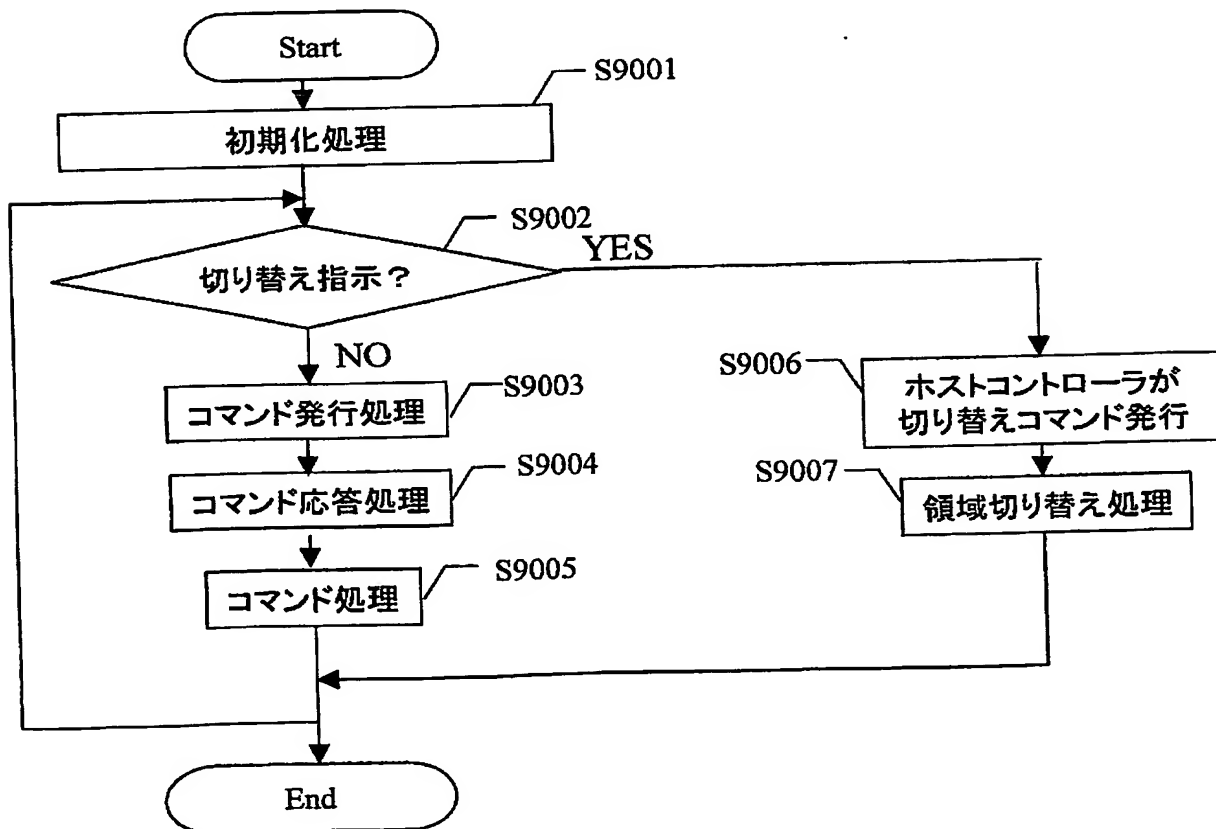 Start
S9001
初期化処理
S9002
YES
切り替え指示？
NO
S9003
コマンド発行処理
S9004
コマンド応答処理
S9005
コマンド処理
S9006
ホストコントローラが
切り替えコマンド発行
S9007
領域切り替え処理
End